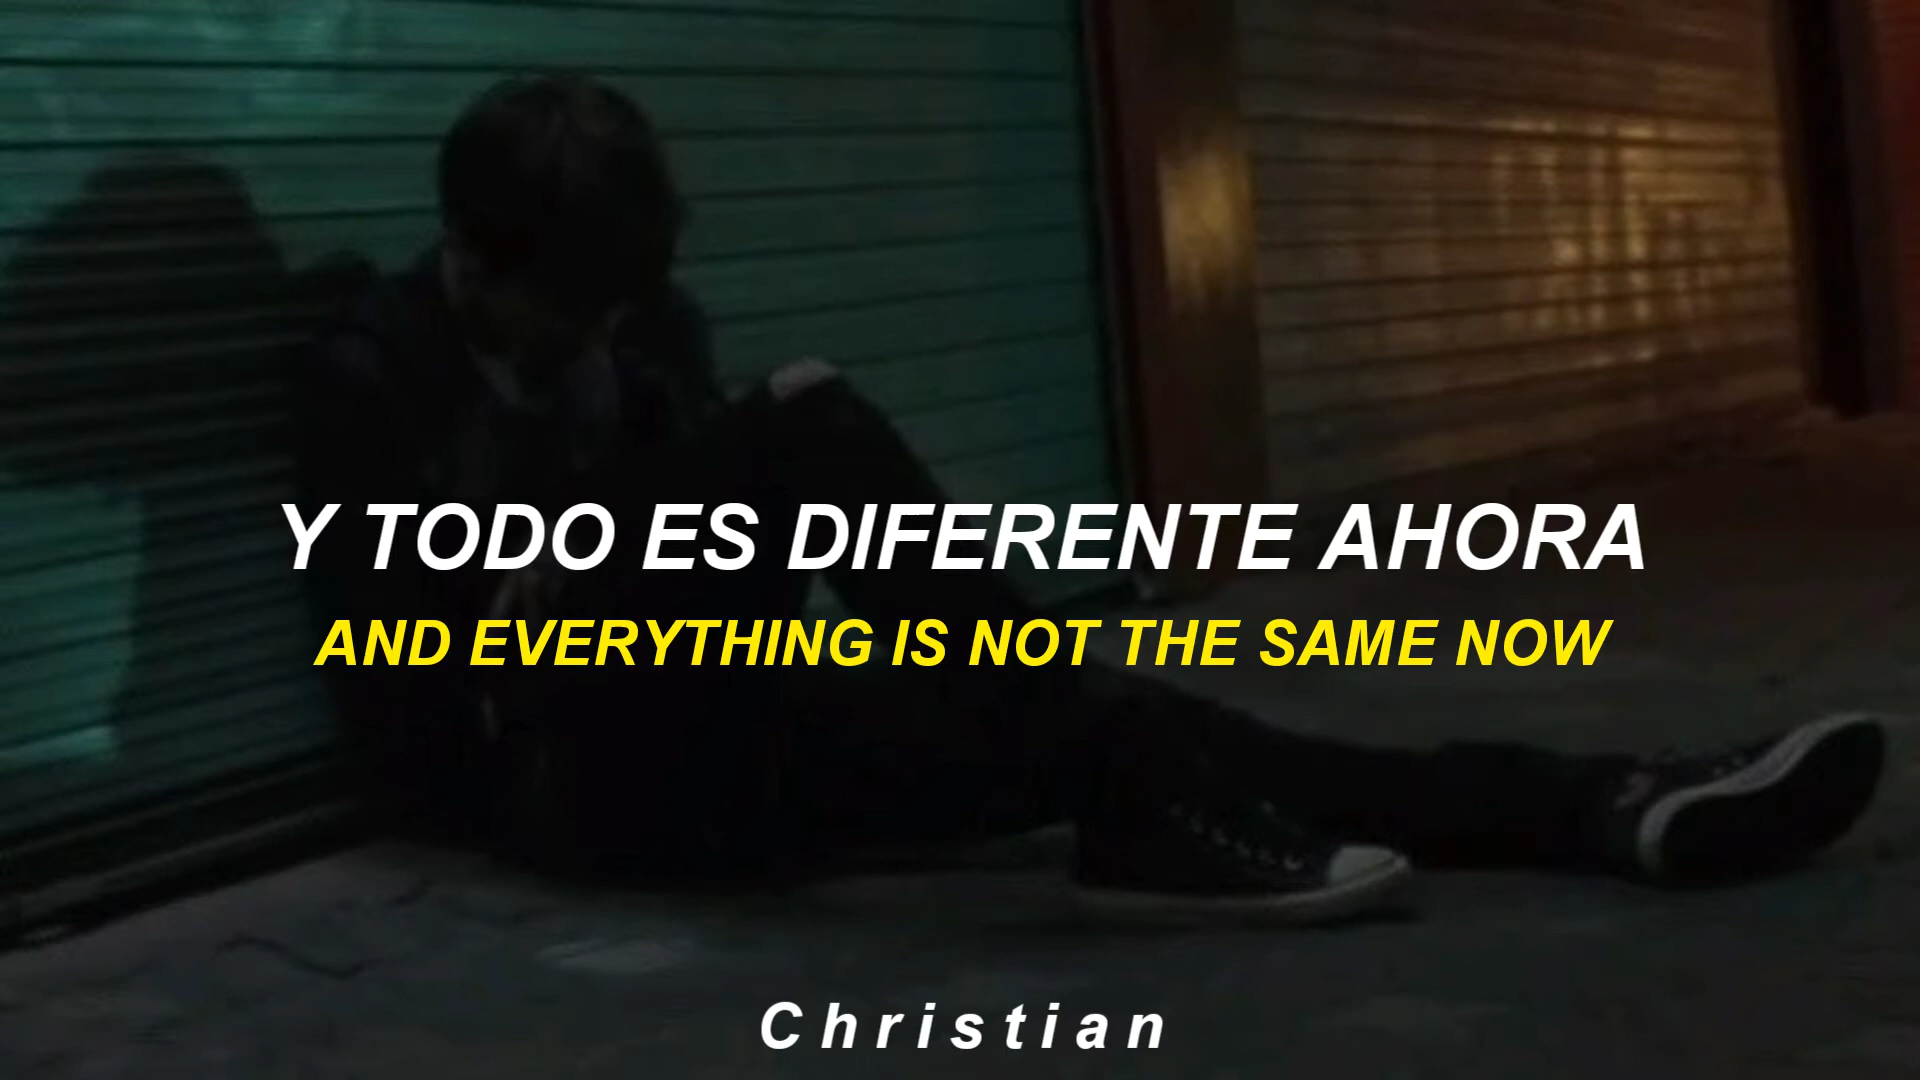 Y TODO ES DIFERENTE AHORA
AND EVERYTHING IS NOT THE SAME NOW
Christian